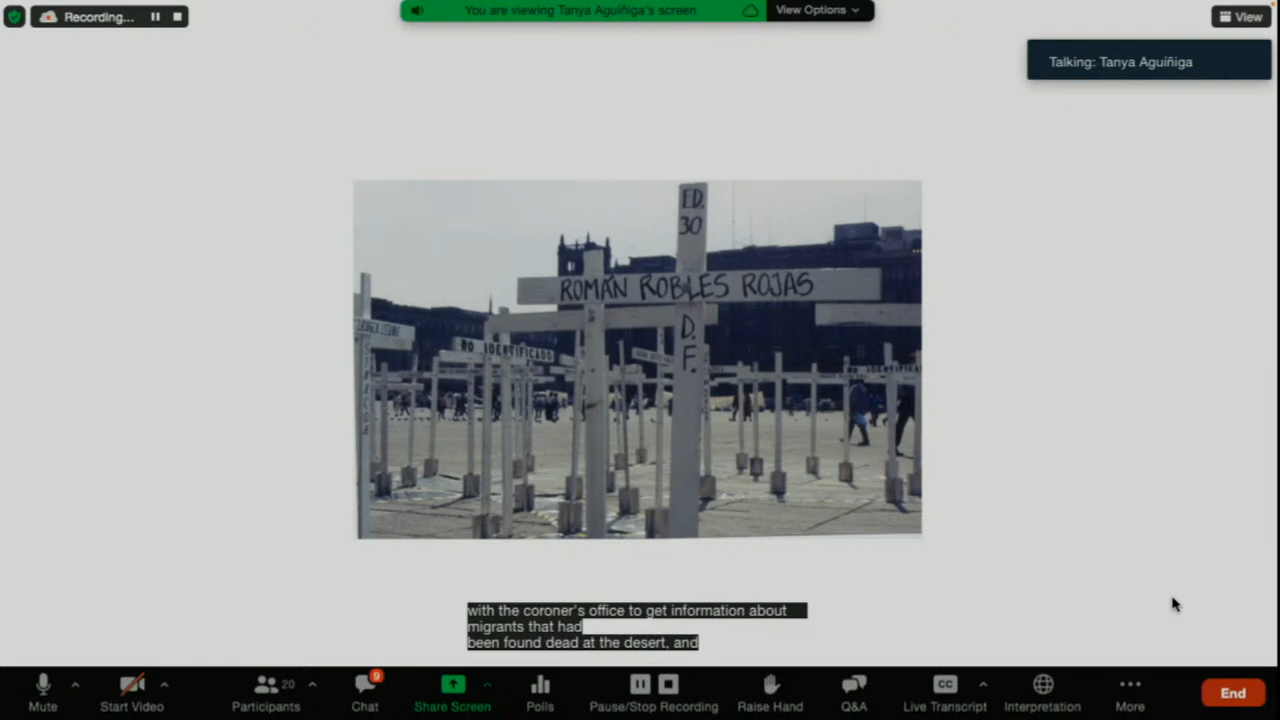 Recording...
You are viewing Tanya Aguiñiga's screen
View Options
View
Talking: Tanya Aguiñiga
ED.
30
ROMÁN ROBLES ROJAS
D.
F.
NO IDENTIFICADO
with the coroner's office to get information about
migrants that had
been found dead at the desert, and
Mute
Start Video
20
Participants
9
Chat
Share Screen
Polls
Pause/Stop Recording
Raise Hand
Q&A
CC
Live Transcript
Interpretation
More
End